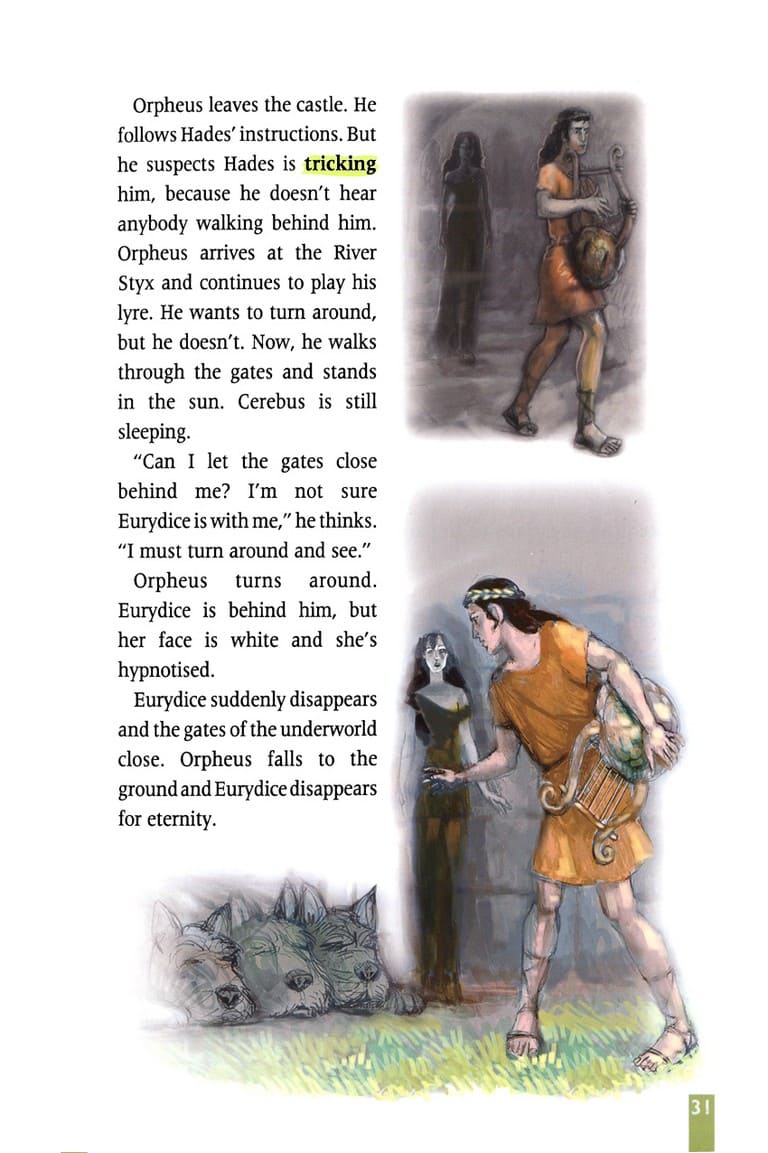 Orpheus leaves the castle. He
follows Hades’ instructions. But
he suspects Hades is tricking
him, because he doesn’t hear
anybody walking behind him.
Orpheus arrives at the River
Styx and continues to play his
lyre. He wants to turn around,
but he doesn’t. Now, he walks
through the gates and stands
in the sun. Cerebus is still
sleeping.
“Can I let the gates close
behind me? I’m not sure
Eurydice is with me,” he thinks.
“I must turn around and see.”
Orpheus turns around.
Eurydice is behind him, but
her face is white and she’s
hypnotised.
Eurydice suddenly disappears
and the gates of the underworld
close. Orpheus falls to the
ground and Eurydice disappears
for eternity.
31